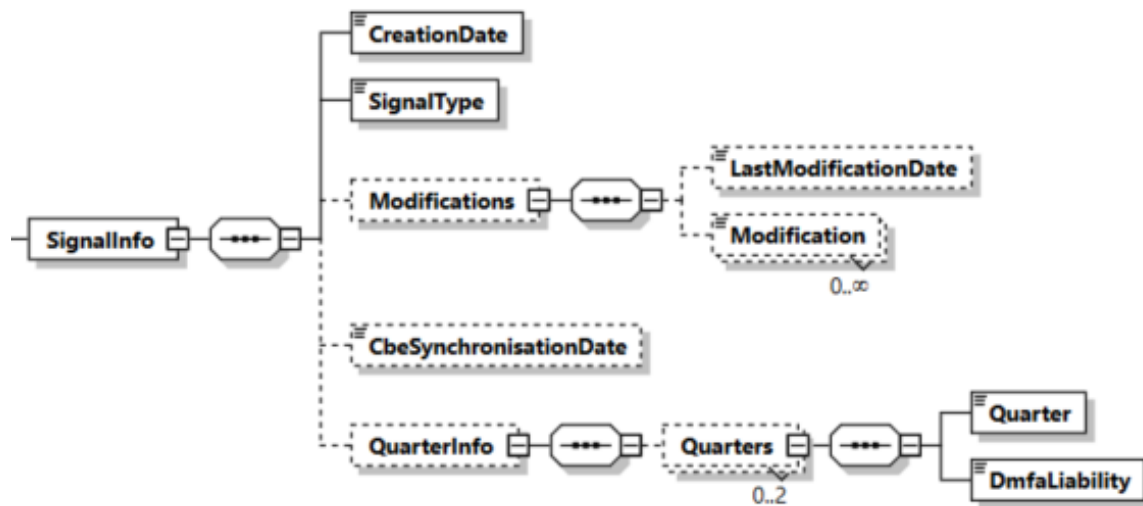 CreationDate
SignalType
LastModificationDate
Modifications
Modification
SignalInfo
0..∞
CbeSynchronisationDate
Quarter
QuarterInfo
Quarters
DmfaLiability
0..2